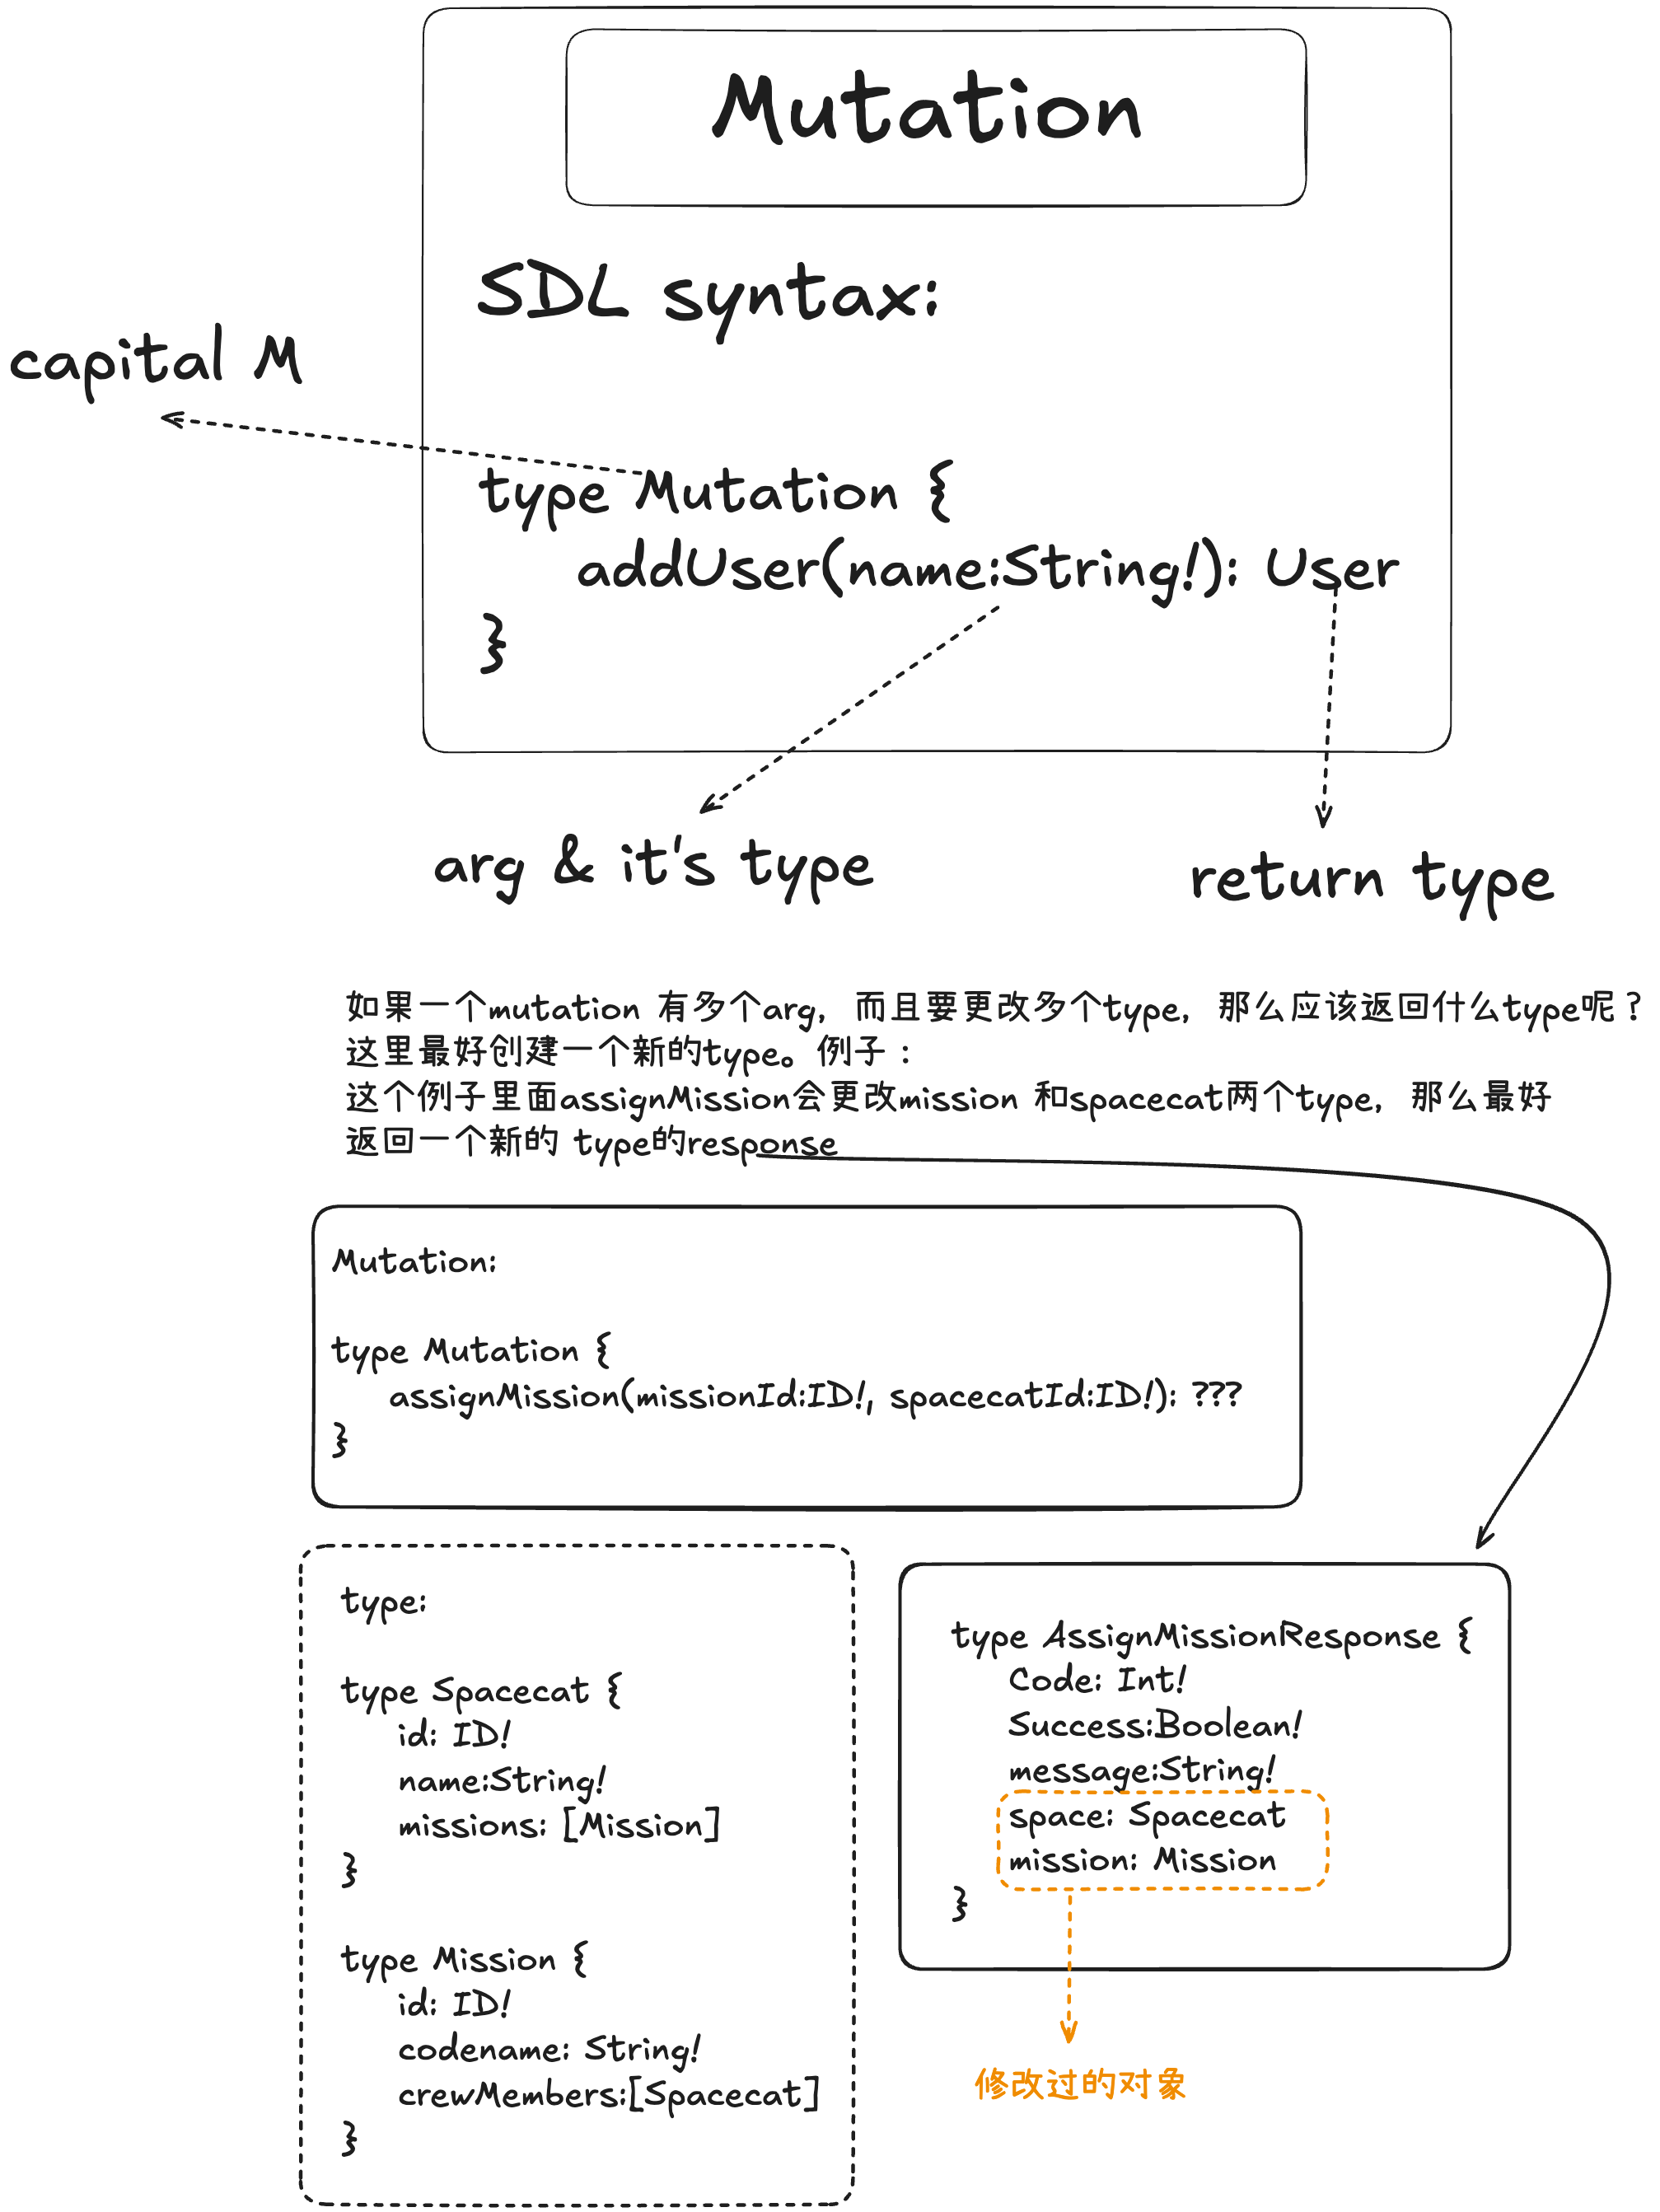 Mutation
SDL syntax:
capital M
type Mutation {
addUser(name:String!): User
}
arg & it's type
return type
如果一个mutation 有多个arg，而且要更改多个type，那么应该返回什么type呢？
这里最好创建一个新的type。例子：
这个例子里面assignMission会更改mission 和spacecat两个type，那么最好
返回一个新的 type的response
Mutation:
type Mutation {
assignMission(missionId:ID!, spacecatId:ID!): ???
}
type:
type Spacecat {
id: ID!
name:String!
missions: [Mission]
}
type Mission {
id: ID!
codename: String!
crewMembers:[Spacecat]
}
type AssignMissionResponse {
Code: Int!
Success:Boolean!
message:String!
space: Spacecat
mission: Mission
}
修改过的对象